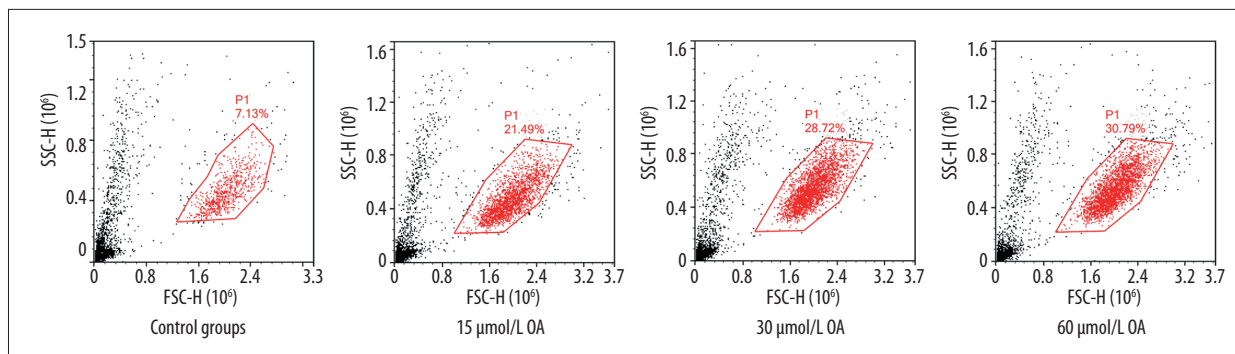 1.5
1.2
0.8
0.4
0
SSC-H (10⁶)
P1
7.13%
0 0.8 1.6 2.4 3.3
FSC-H (10⁶)
Control groups
1.6
1.2
0.8
0.4
0
SSC-H (10⁶)
P1
21.49%
0 0.8 1.6 2.4 3.2 3.7
FSC-H (10⁶)
15 µmol/L OA
1.6
1.2
0.8
0.4
0
SSC-H (10⁶)
P1
28.72%
0 0.8 1.6 2.4 3.2 3.7
FSC-H (10⁶)
30 µmol/L OA
1.6
1.2
0.8
0.4
0
SSC-H (10⁶)
P1
30.79%
0 0.8 1.6 2.4 3.2 3.7
FSC-H (10⁶)
60 µmol/L OA